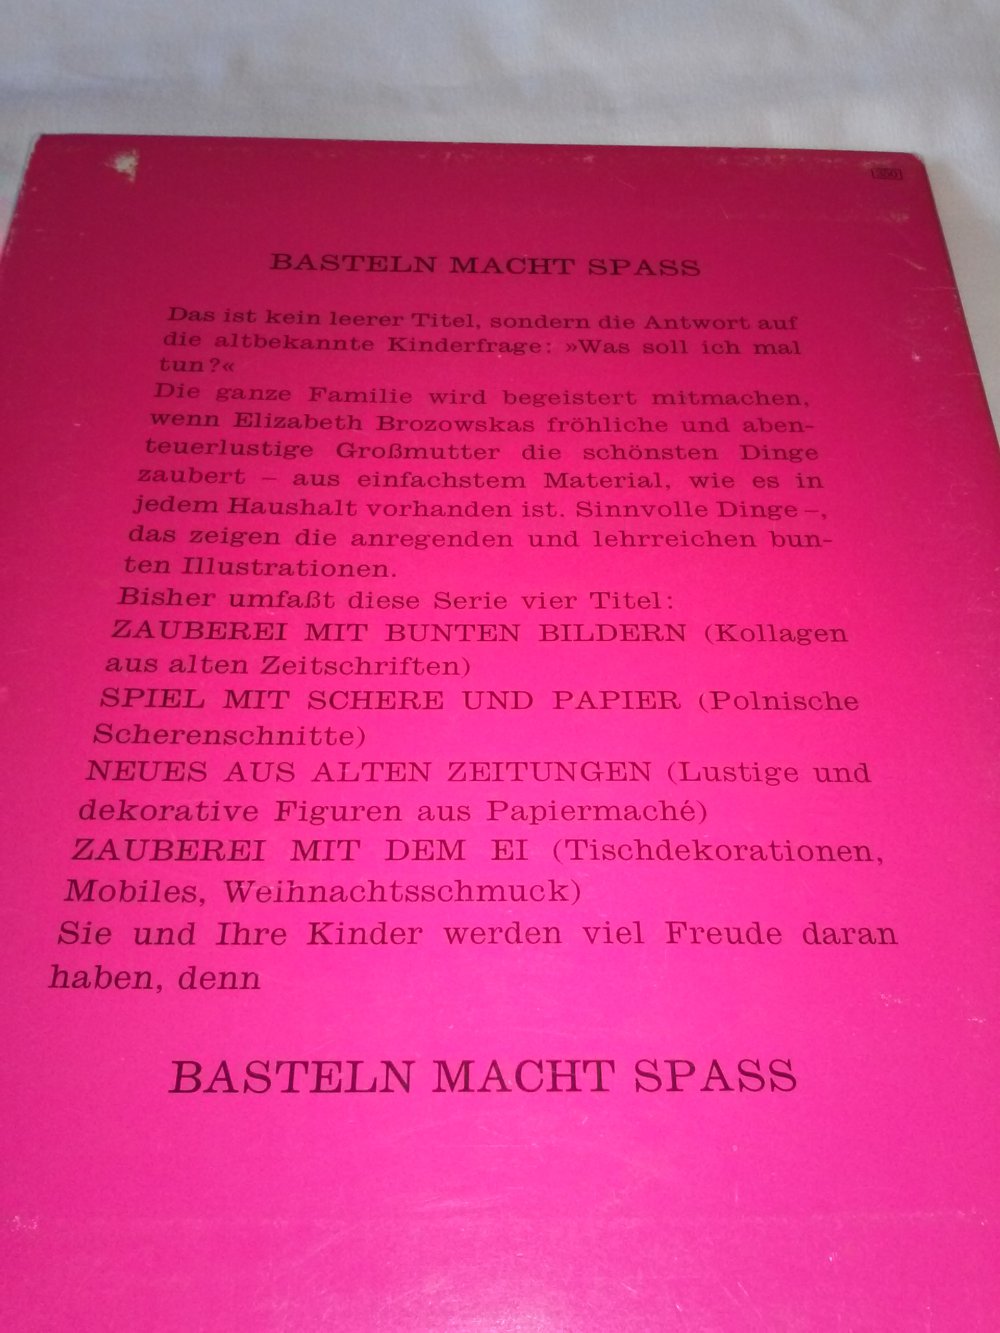 350
BASTELN MACHT SPASS
Das ist kein leerer Titel, sondern die Antwort auf
die altbekannte Kinderfrage: »Was soll ich mal
tun?«
Die ganze Familie wird begeistert mitmachen,
wenn Elizabeth Brozowskas fröhliche und aben-
teuerlustige Großmutter die schönsten Dinge
zaubert – aus einfachstem Material, wie es in
jedem Haushalt vorhanden ist. Sinnvolle Dinge –,
das zeigen die anregenden und lehrreichen bun-
ten Illustrationen.
Bisher umfaßt diese Serie vier Titel:
ZAUBEREI MIT BUNTEN BILDERN (Kollagen
aus alten Zeitschriften)
SPIEL MIT SCHERE UND PAPIER (Polnische
Scherenschnitte)
NEUES AUS ALTEN ZEITUNGEN (Lustige und
dekorative Figuren aus Papiermaché)
ZAUBEREI MIT DEM EI (Tischdekorationen,
Mobiles, Weihnachtsschmuck)
Sie und Ihre Kinder werden viel Freude daran
haben, denn
BASTELN MACHT SPASS